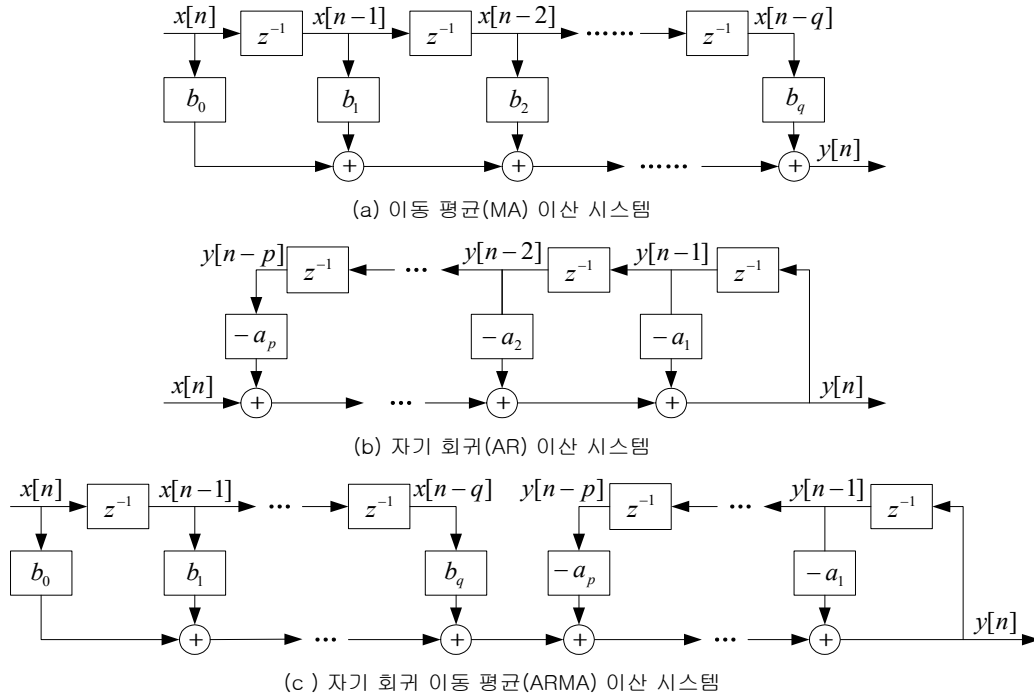 x[n] x[n−1] x[n−2] x[n−q]
z⁻¹ z⁻¹ ······ z⁻¹
b₀ b₁ b₂ b_q
+ + ······ + y[n]
(a) 이동 평균(MA) 이산 시스템
y[n−p] y[n−2] y[n−1]
z⁻¹ ··· z⁻¹ z⁻¹
−a_p −a₂ −a₁
x[n] + ··· + + y[n]
(b) 자기 회귀(AR) 이산 시스템
x[n] x[n−1] x[n−q] y[n−p] y[n−1]
z⁻¹ ··· z⁻¹ z⁻¹ ··· z⁻¹
b₀ b₁ b_q −a_p −a₁
+ ··· + + ··· + y[n]
(c ) 자기 회귀 이동 평균(ARMA) 이산 시스템